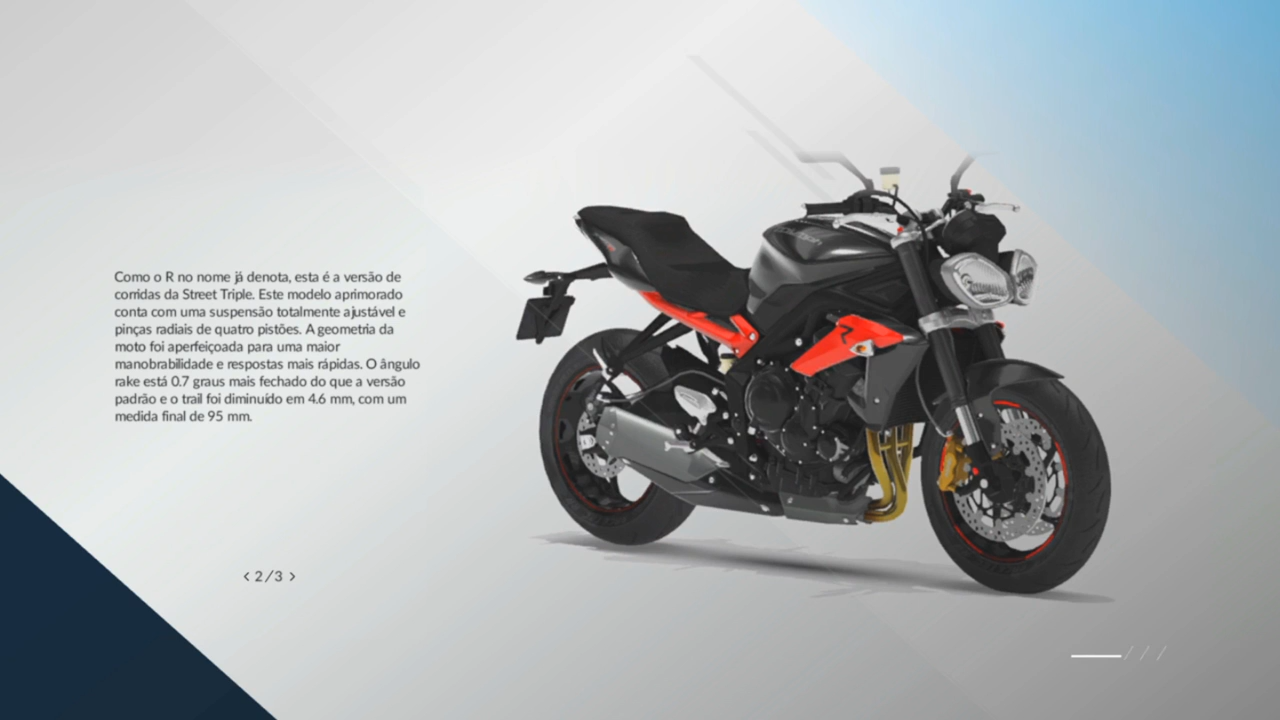 Como o R no nome já denota, esta é a versão de
corridas da Street Triple. Este modelo aprimorado
conta com uma suspensão totalmente ajustável e
pinças radiais de quatro pistões. A geometria da
moto foi aperfeiçoada para uma maior
manobrabilidade e respostas mais rápidas. O ângulo
rake está 0.7 graus mais fechado do que a versão
padrão e o trail foi diminuído em 4.6 mm, com um
medida final de 95 mm.
< 2/3 >
R